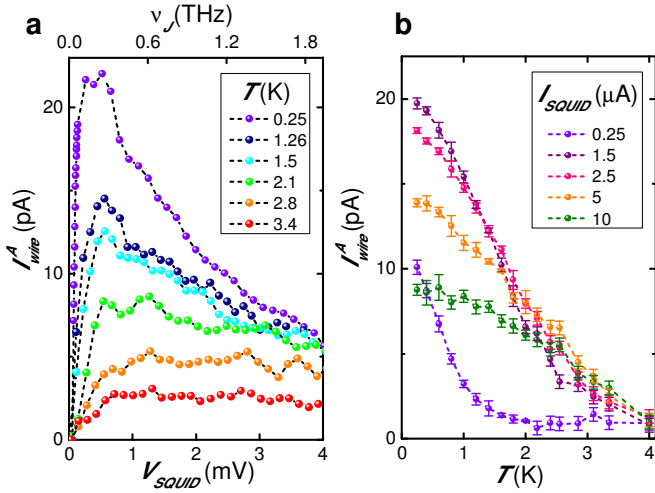 a
ν_J (THz)
0.0 0.6 1.2 1.8
20
10
0
I^A_wire (pA)
T(K)
0.25
1.26
1.5
2.1
2.8
3.4
0 1 2 3 4
V_SQUID (mV)
b
20
10
0
I^A_wire (pA)
I_SQUID (μA)
0.25
1.5
2.5
5
10
0 1 2 3 4
T(K)